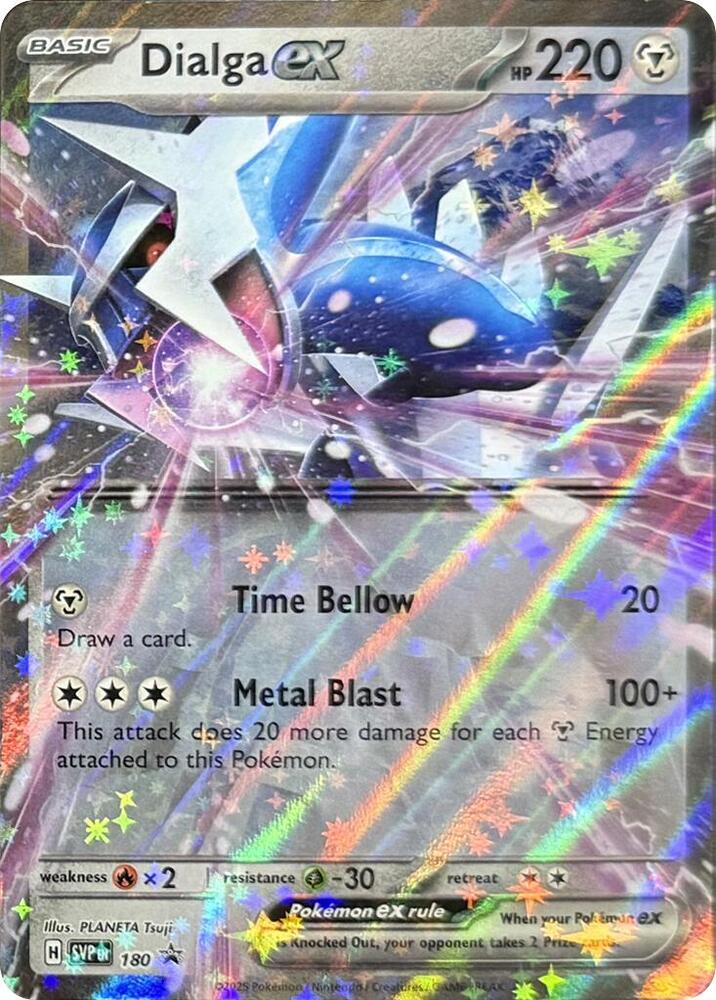 BASIC
Dialga ex HP 220
Time Bellow 20
Draw a card.
Metal Blast 100+
This attack does 20 more damage for each Energy
attached to this Pokémon.
weakness ×2 resistance -30 retreat
Illus. PLANETA Tsuji
Pokémon ex rule When your Pokémon ex
is Knocked Out, your opponent takes 2 Prize cards.
H SVP EN 180
©2025 Pokémon / Nintendo / Creatures / GAME FREAK